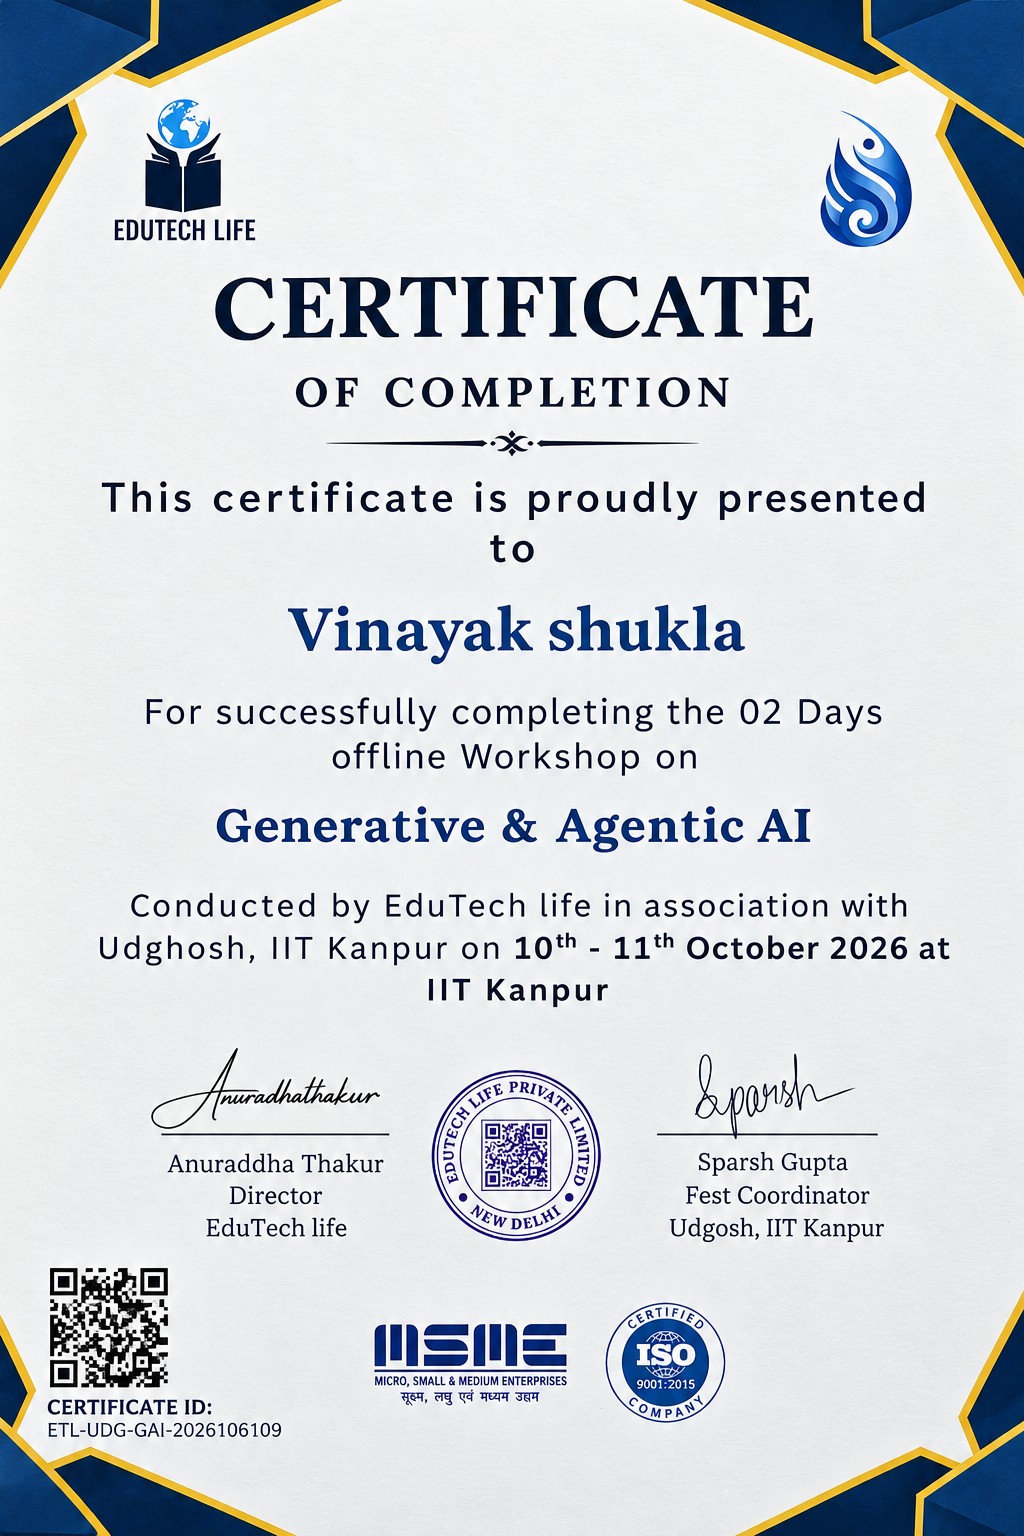 EDUTECH LIFE
CERTIFICATE
OF COMPLETION
This certificate is proudly presented
to
Vinayak shukla
For successfully completing the 02 Days
offline Workshop on
Generative & Agentic AI
Conducted by EduTech life in association with
Udghosh, IIT Kanpur on 10th - 11th October 2026 at
IIT Kanpur
Anuradhathakur
Sparsh
Anuraddha Thakur
Director
EduTech life
EDUTECH LIFE PRIVATE LIMITED
NEW DELHI
Sparsh Gupta
Fest Coordinator
Udgosh, IIT Kanpur
CERTIFICATE ID:
ETL-UDG-GAI-2026106109
MSME
MICRO, SMALL & MEDIUM ENTERPRISES
सूक्ष्म, लघु एवं मध्यम उद्यम
CERTIFIED
ISO
9001:2015
COMPANY